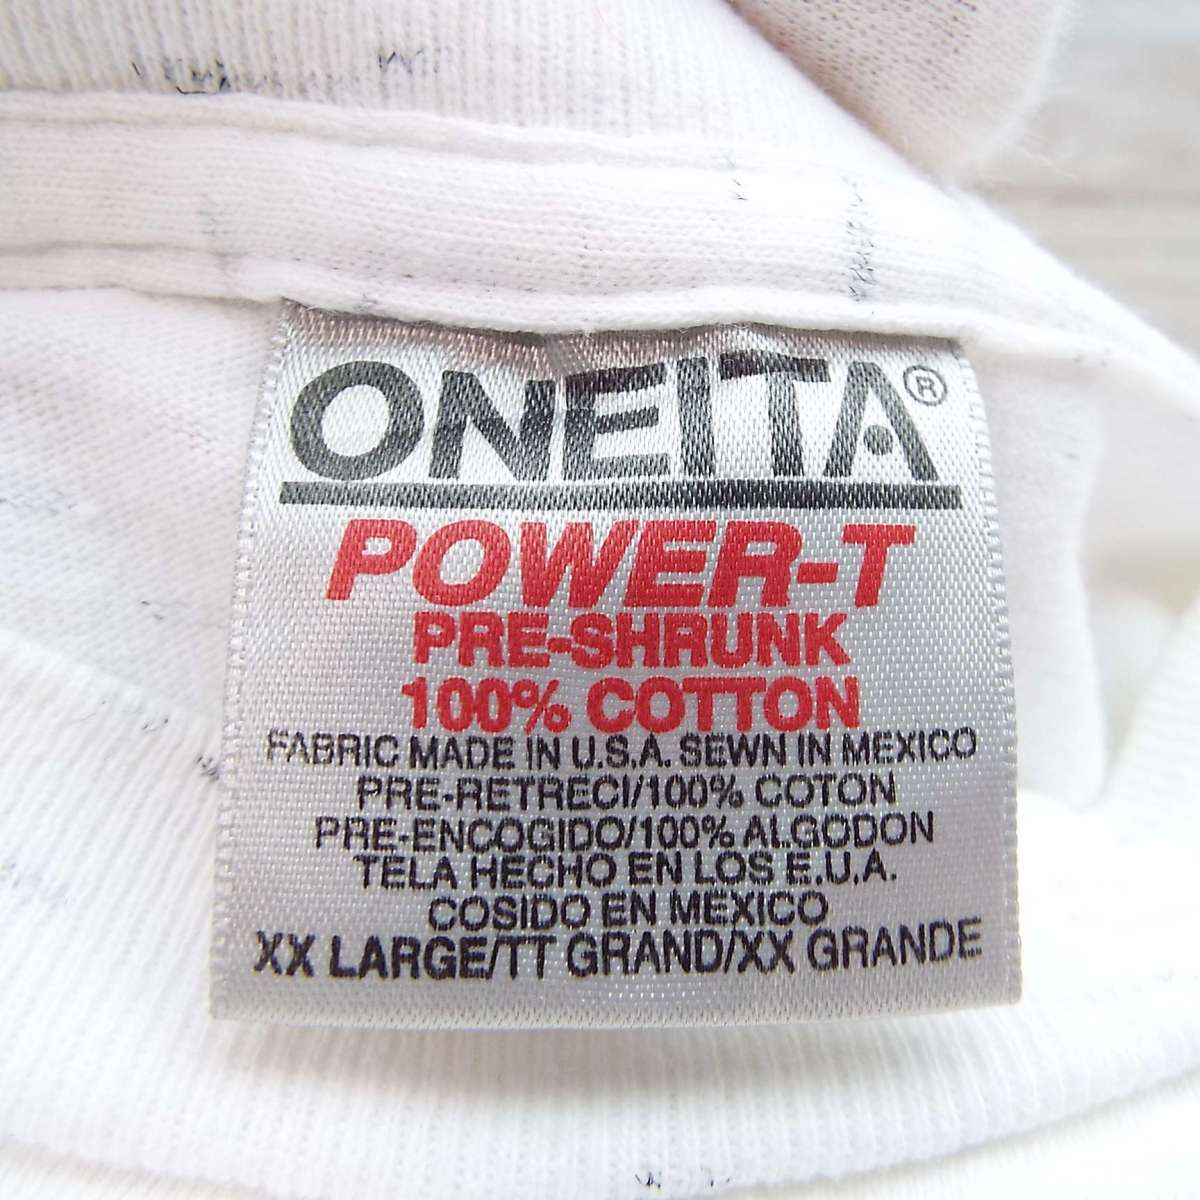 ONEITA®
POWER-T
PRE-SHRUNK
100% COTTON
FABRIC MADE IN U.S.A. SEWN IN MEXICO
PRE-RETRECI/100% COTON
PRE-ENCOGIDO/100% ALGODON
TELA HECHO EN LOS E.U.A.
COSIDO EN MEXICO
XX LARGE/TT GRAND/XX GRANDE